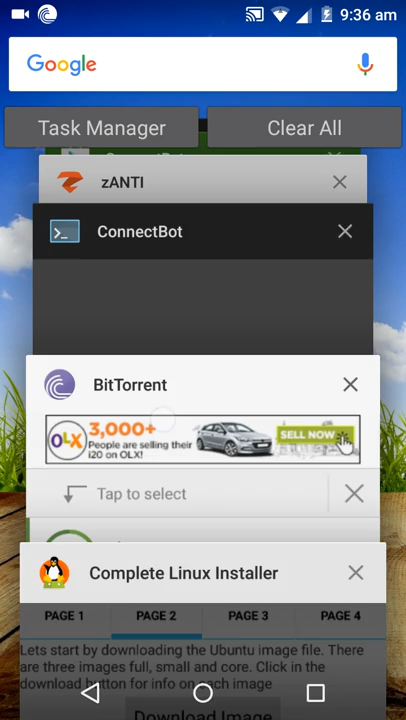 9:36 am
Google
Task Manager
Clear All
ConnectBot
zANTI
ConnectBot
BitTorrent
OLX
3,000+
People are selling their
i20 on OLX!
SELL NOW
Tap to select
Complete Linux Installer
PAGE 1
PAGE 2
PAGE 3
PAGE 4
Lets start by downloading the Ubuntu image file. There
are three images full, small and core. Click in the
download button for info on each image
Download Image